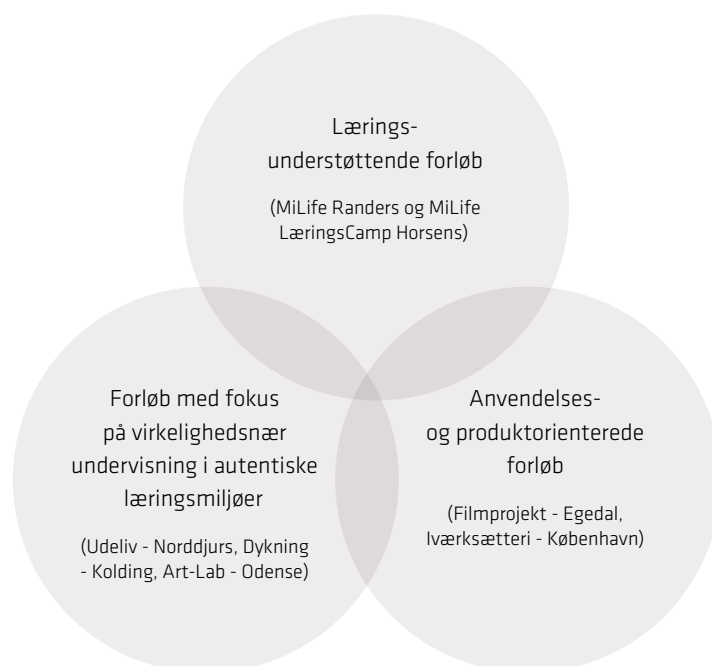 Lærings-
understøttende forløb
(MiLife Randers og MiLife
LæringsCamp Horsens)
Forløb med fokus
på virkelighedsnær
undervisning i autentiske
læringsmiljøer
(Udeliv - Norddjurs, Dykning
- Kolding, Art-Lab - Odense)
Anvendelses-
og produktorienterede
forløb
(Filmprojekt - Egedal,
Iværksætteri - København)